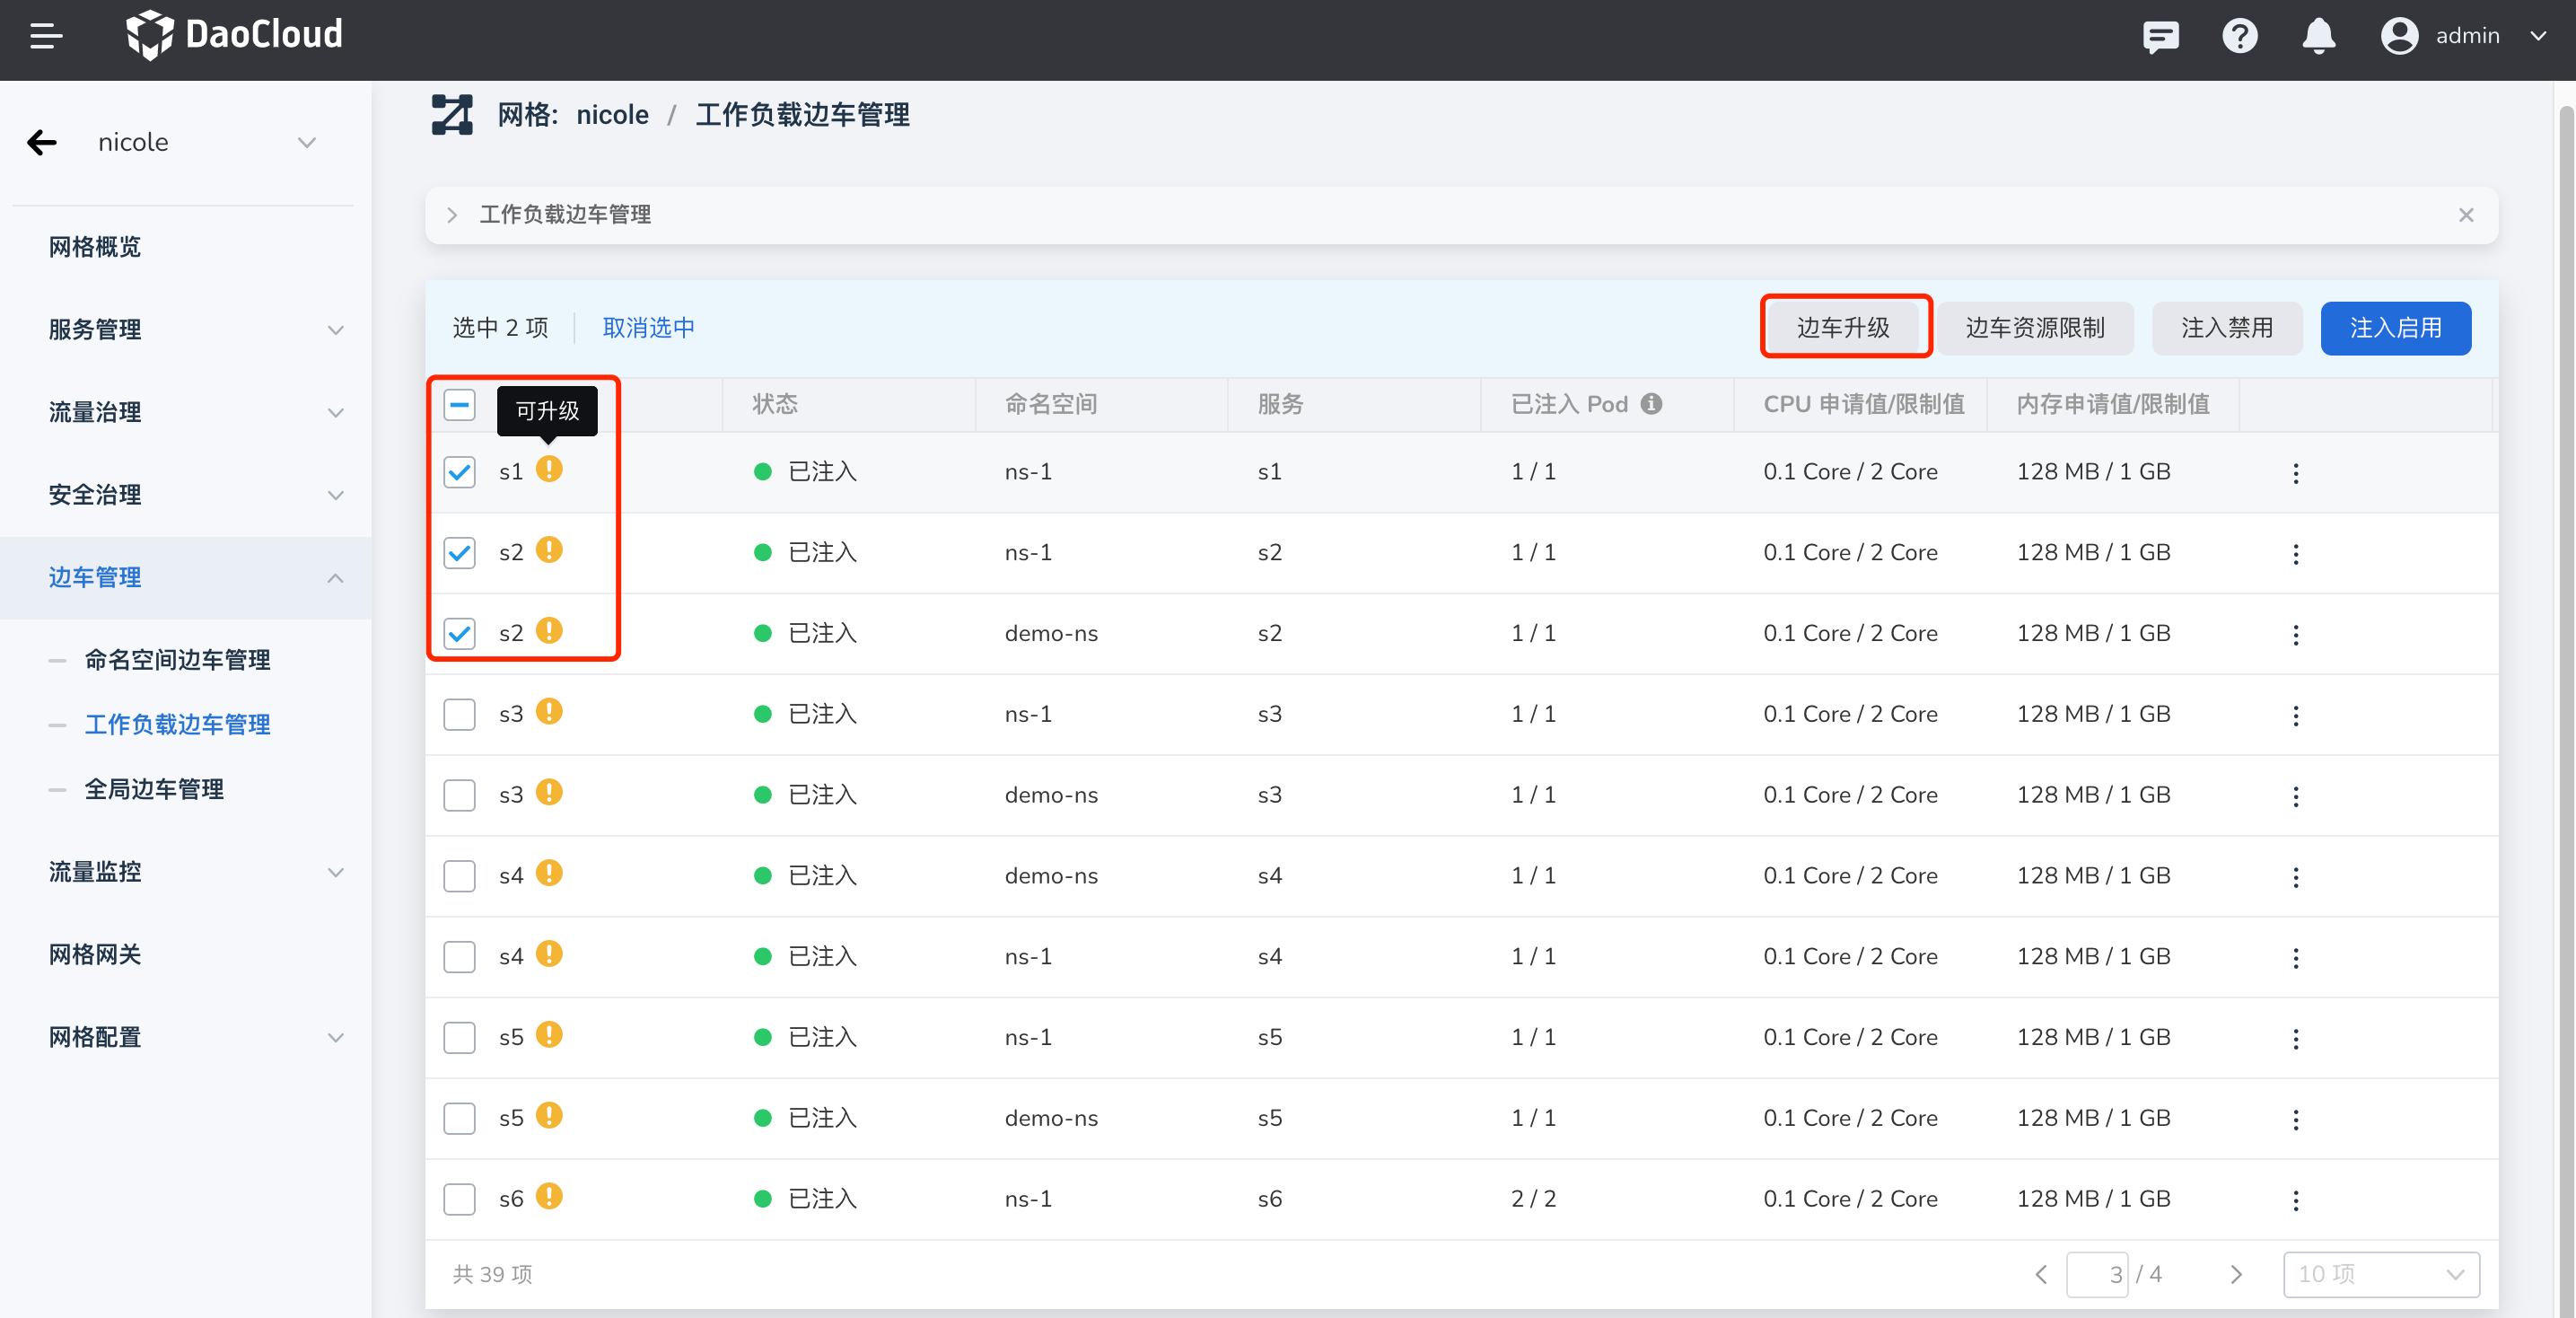 DaoCloud
admin
nicole
网格概览
服务管理
流量治理
安全治理
边车管理
命名空间边车管理
工作负载边车管理
全局边车管理
流量监控
网格网关
网格配置
网格: nicole / 工作负载边车管理
工作负载边车管理
选中 2 项 取消选中 边车升级 边车资源限制 注入禁用 注入启用
可升级 状态 命名空间 服务 已注入 Pod CPU 申请值/限制值 内存申请值/限制值
s1 已注入 ns-1 s1 1 / 1 0.1 Core / 2 Core 128 MB / 1 GB
s2 已注入 ns-1 s2 1 / 1 0.1 Core / 2 Core 128 MB / 1 GB
s2 已注入 demo-ns s2 1 / 1 0.1 Core / 2 Core 128 MB / 1 GB
s3 已注入 ns-1 s3 1 / 1 0.1 Core / 2 Core 128 MB / 1 GB
s3 已注入 demo-ns s3 1 / 1 0.1 Core / 2 Core 128 MB / 1 GB
s4 已注入 demo-ns s4 1 / 1 0.1 Core / 2 Core 128 MB / 1 GB
s4 已注入 ns-1 s4 1 / 1 0.1 Core / 2 Core 128 MB / 1 GB
s5 已注入 ns-1 s5 1 / 1 0.1 Core / 2 Core 128 MB / 1 GB
s5 已注入 demo-ns s5 1 / 1 0.1 Core / 2 Core 128 MB / 1 GB
s6 已注入 ns-1 s6 2 / 2 0.1 Core / 2 Core 128 MB / 1 GB
共 39 项 3 / 4 10 项